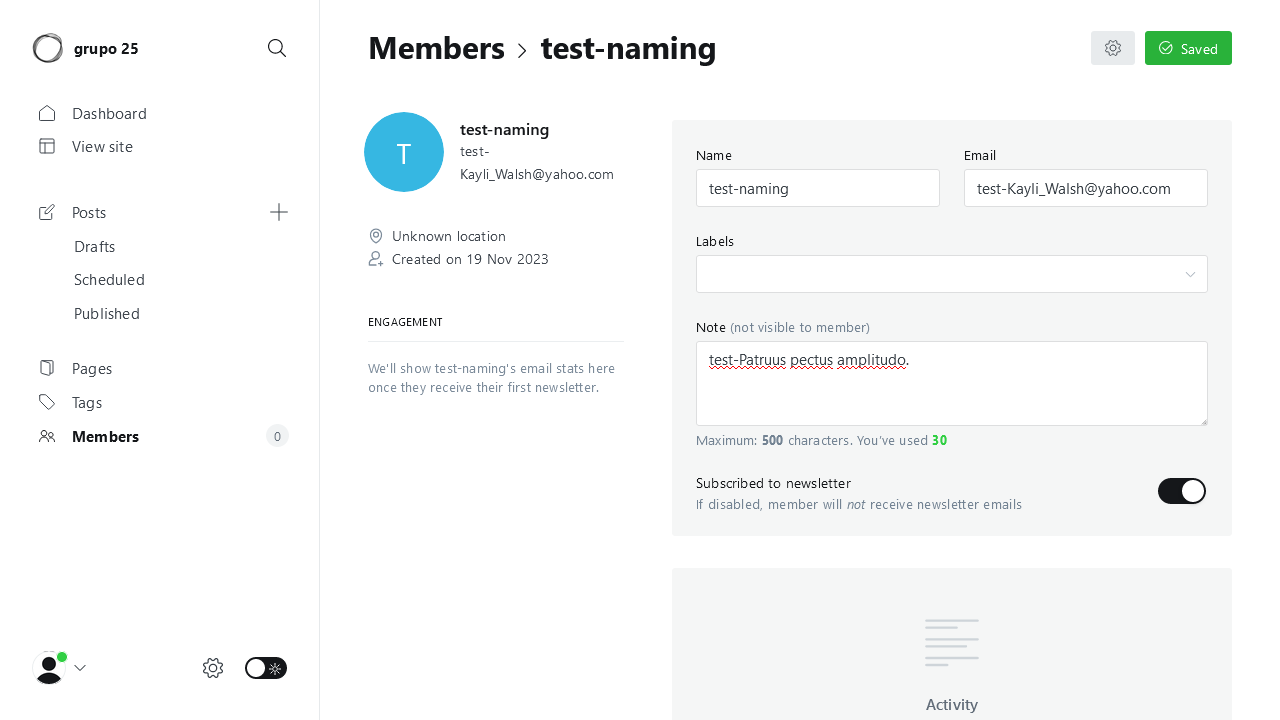 grupo 25
Dashboard
View site
Posts
Drafts
Scheduled
Published
Pages
Tags
Members
0
Members > test-naming
Saved
T
test-naming
test-
Kayli_Walsh@yahoo.com
Unknown location
Created on 19 Nov 2023
ENGAGEMENT
We'll show test-naming's email stats here
once they receive their first newsletter.
Name
test-naming
Email
test-Kayli_Walsh@yahoo.com
Labels
Note (not visible to member)
test-Patruus pectus amplitudo.
Maximum: 500 characters. You've used 30
Subscribed to newsletter
If disabled, member will not receive newsletter emails
Activity